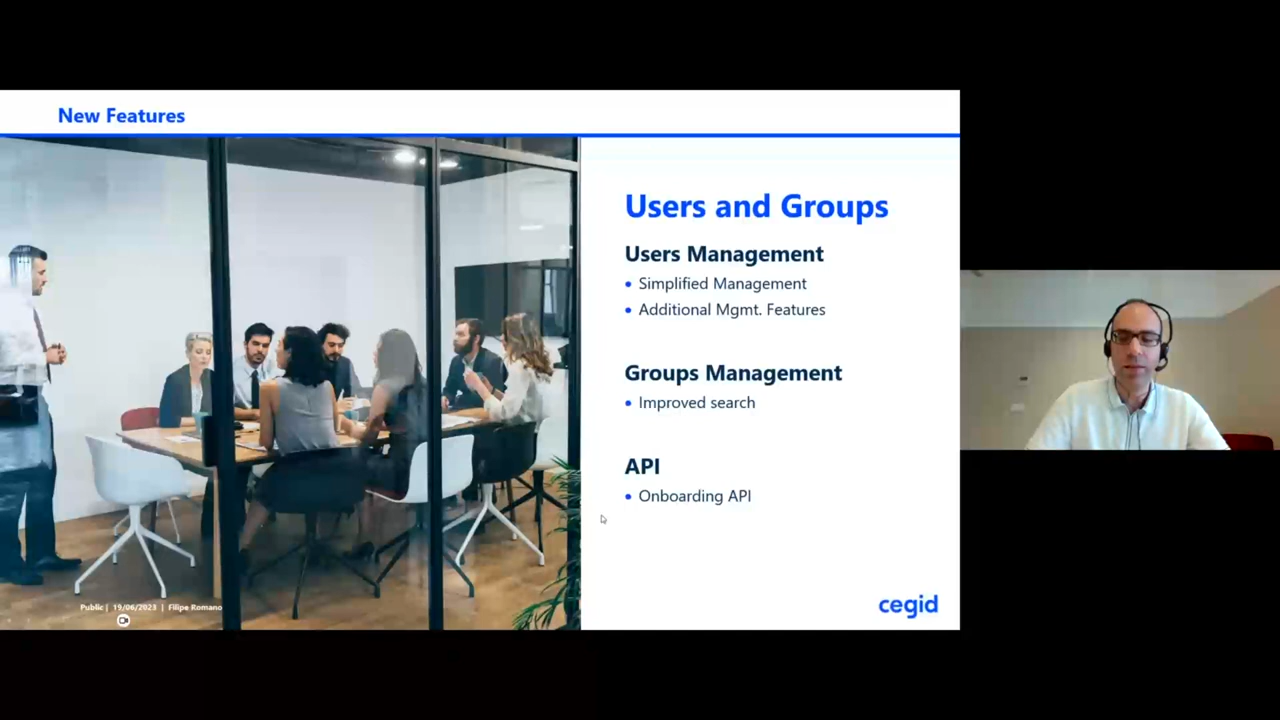 New Features
Users and Groups
Users Management
• Simplified Management
• Additional Mgmt. Features
Groups Management
• Improved search
API
• Onboarding API
Public | 19/06/2023 | Filipe Romano
cegid